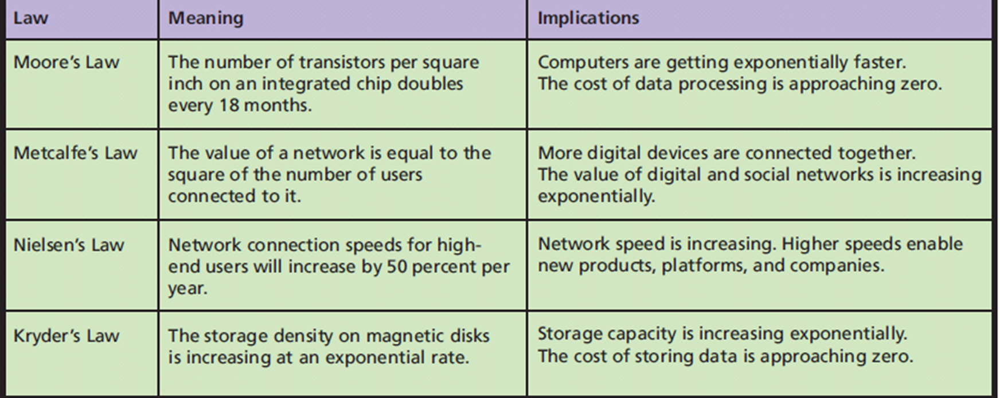 Law
Meaning
Implications
Moore's Law
The number of transistors per square
inch on an integrated chip doubles
every 18 months.
Computers are getting exponentially faster.
The cost of data processing is approaching zero.
Metcalfe's Law
The value of a network is equal to the
square of the number of users
connected to it.
More digital devices are connected together.
The value of digital and social networks is increasing
exponentially.
Nielsen's Law
Network connection speeds for high-
end users will increase by 50 percent per
year.
Network speed is increasing. Higher speeds enable
new products, platforms, and companies.
Kryder's Law
The storage density on magnetic disks
is increasing at an exponential rate.
Storage capacity is increasing exponentially.
The cost of storing data is approaching zero.